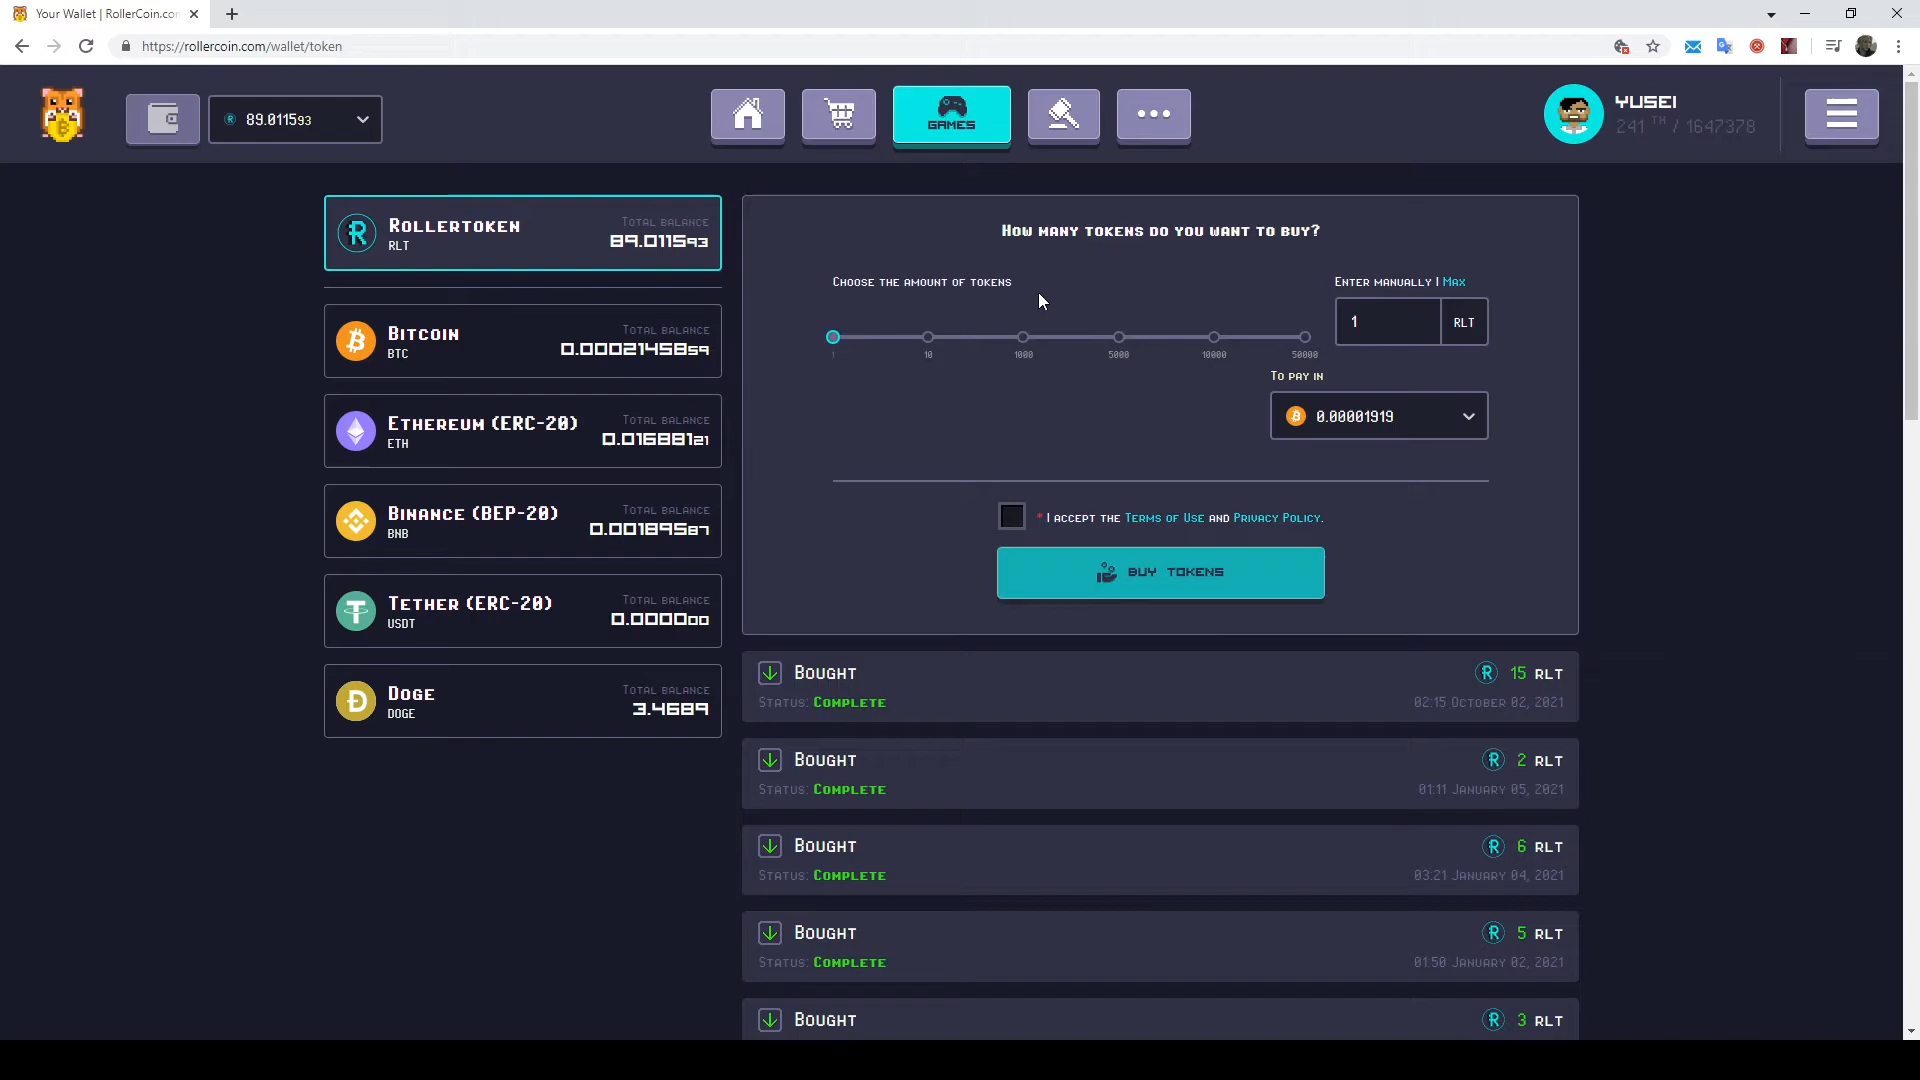 Your Wallet | RollerCoin.com
https://rollercoin.com/wallet/token
89.011593
GAMES
YUSEI
241 TH / 1647378
ROLLERTOKEN
RLT
TOTAL BALANCE
89.011593
BITCOIN
BTC
TOTAL BALANCE
0.0002145859
ETHEREUM (ERC-20)
ETH
TOTAL BALANCE
0.01688121
BINANCE (BEP-20)
BNB
TOTAL BALANCE
0.00189587
TETHER (ERC-20)
USDT
TOTAL BALANCE
0.000000
DOGE
DOGE
TOTAL BALANCE
3.4689
HOW MANY TOKENS DO YOU WANT TO BUY?
CHOOSE THE AMOUNT OF TOKENS
ENTER MANUALLY | MAX
1 RLT
1 10 1000 5000 10000 50000
TO PAY IN
0.00001919
* I ACCEPT THE TERMS OF USE AND PRIVACY POLICY.
BUY TOKENS
BOUGHT 15 RLT
STATUS: COMPLETE 02:15 OCTOBER 02, 2021
BOUGHT 2 RLT
STATUS: COMPLETE 01:11 JANUARY 05, 2021
BOUGHT 6 RLT
STATUS: COMPLETE 03:21 JANUARY 04, 2021
BOUGHT 5 RLT
STATUS: COMPLETE 01:50 JANUARY 02, 2021
BOUGHT 3 RLT